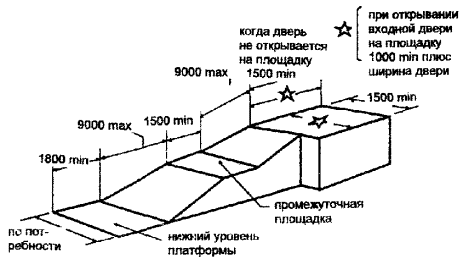 когда дверь
не открывается
на площадку
при открывании
входной двери
на площадку
1000 min плюс
ширина двери
9000 max
1500 min
1500 min
1500 min
9000 max
1800 min
промежуточная
площадка
по пот-
ребности
нижний уровень
платформы